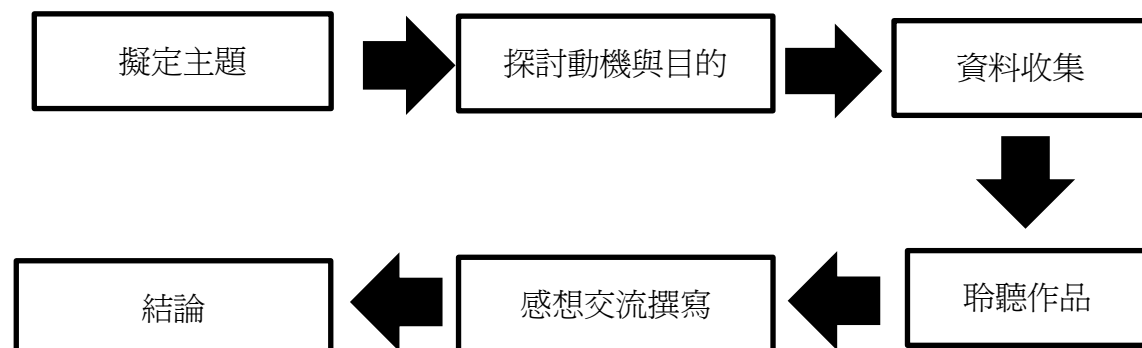 擬定主題
探討動機與目的
資料收集
聆聽作品
感想交流撰寫
結論